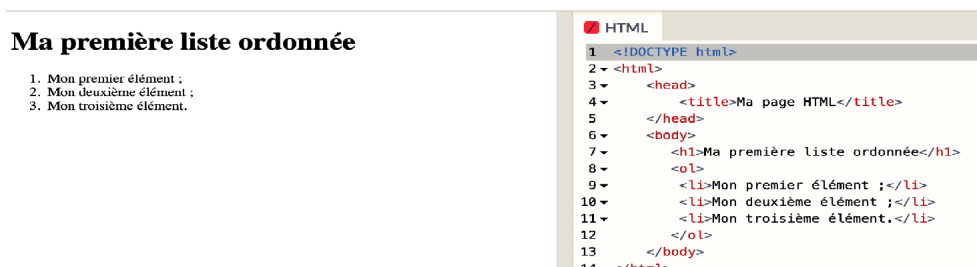 Ma première liste ordonnée
1. Mon premier élément ;
2. Mon deuxième élément ;
3. Mon troisième élément.
HTML
1 <!DOCTYPE html>
2 <html>
3 <head>
4 <title>Ma page HTML</title>
5 </head>
6 <body>
7 <h1>Ma première liste ordonnée</h1>
8 <ol>
9 <li>Mon premier élément ;</li>
10 <li>Mon deuxième élément ;</li>
11 <li>Mon troisième élément.</li>
12 </ol>
13 </body>
14 </html>